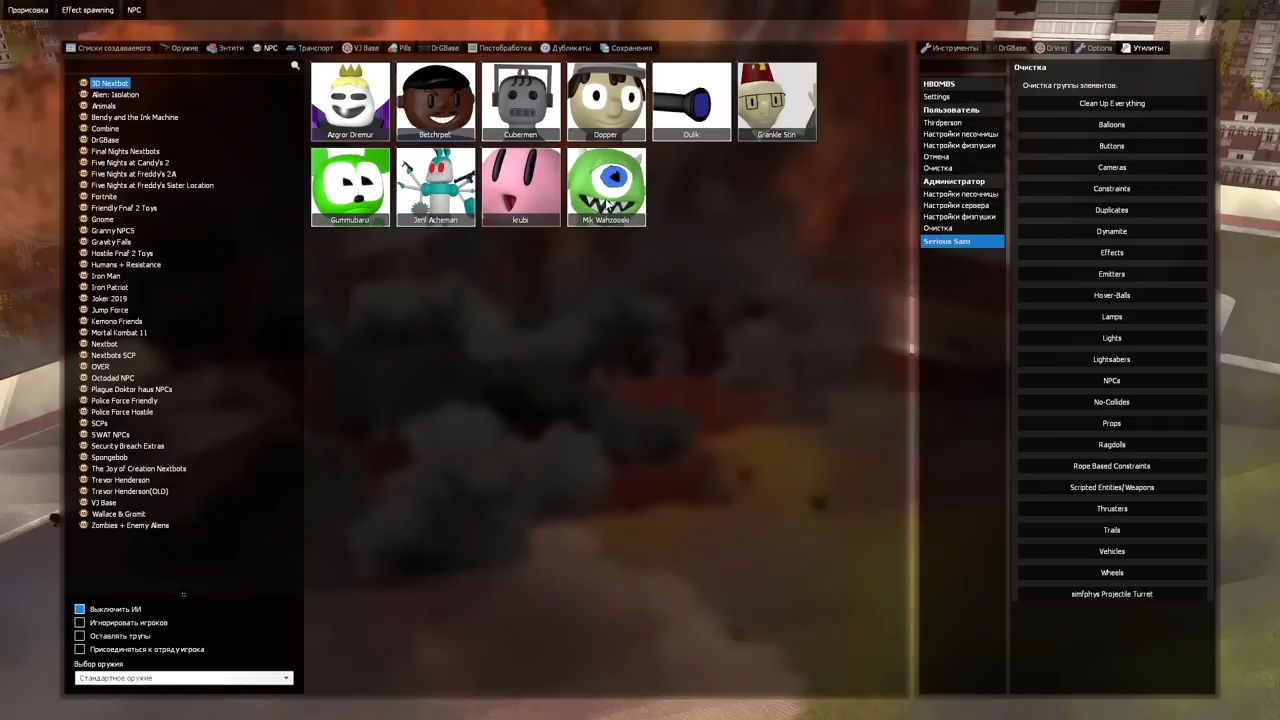 Прорисовка
Effect spawning
NPC
Списки создаваемого
Оружие
Энтити
NPC
Транспорт
VJ Base
Pills
DrGBase
Постобработка
Дубликаты
Сохранения
3D Nextbot
Alien: Isolation
Animals
Bendy and the Ink Machine
Combine
DrGBase
Final Nights Nextbots
Five Nights at Candy's 2
Five Nights at Freddy's 2A
Five Nights at Freddy's Sister Location
Fortnite
Friendly Fnaf 2 Toys
Gnome
Granny NPCS
Gravity Falls
Hostile Fnaf 2 Toys
Humans + Resistance
Iron Man
Iron Patriot
Joker 2019
Jump Force
Kemono Friends
Mortal Kombat 11
Nextbot
Nextbots SCP
OVER
Octodad NPC
Plague Doktor haus NPCs
Police Force Friendly
Police Force Hostile
SCPs
SWAT NPCs
Security Breach Extras
Spongebob
The Joy of Creation Nextbots
Trevor Henderson
Trevor Henderson(OLD)
VJ Base
Wallace & Gromit
Zombies + Enemy Aliens
Выключить ИИ
Игнорировать игроков
Оставлять трупы
Присоединяться к отряду игрока
Выбор оружия
Стандартное оружие
Azgror Dremur
Betchrpet
Cubermen
Dopper
Dulik
Grankle Stin
Gummubaru
Jenf Acheman
krubi
Mik Wahzooski
Инструменты
DrGBase
DrVrej
Options
Утилиты
HBOMBS
Settings
Пользователь
Thirdperson
Настройки песочницы
Настройки физпушки
Отмена
Очистка
Администратор
Настройки песочницы
Настройки сервера
Настройки физпушки
Очистка
Serious Sam
Очистка
Очистка группы элементов.
Clean Up Everything
Balloons
Buttons
Cameras
Constraints
Duplicates
Dynamite
Effects
Emitters
Hover-Balls
Lamps
Lights
Lightsabers
NPCs
No-Collides
Props
Ragdolls
Rope Based Constraints
Scripted Entities/Weapons
Thrusters
Trails
Vehicles
Wheels
simfphys Projectile Turret